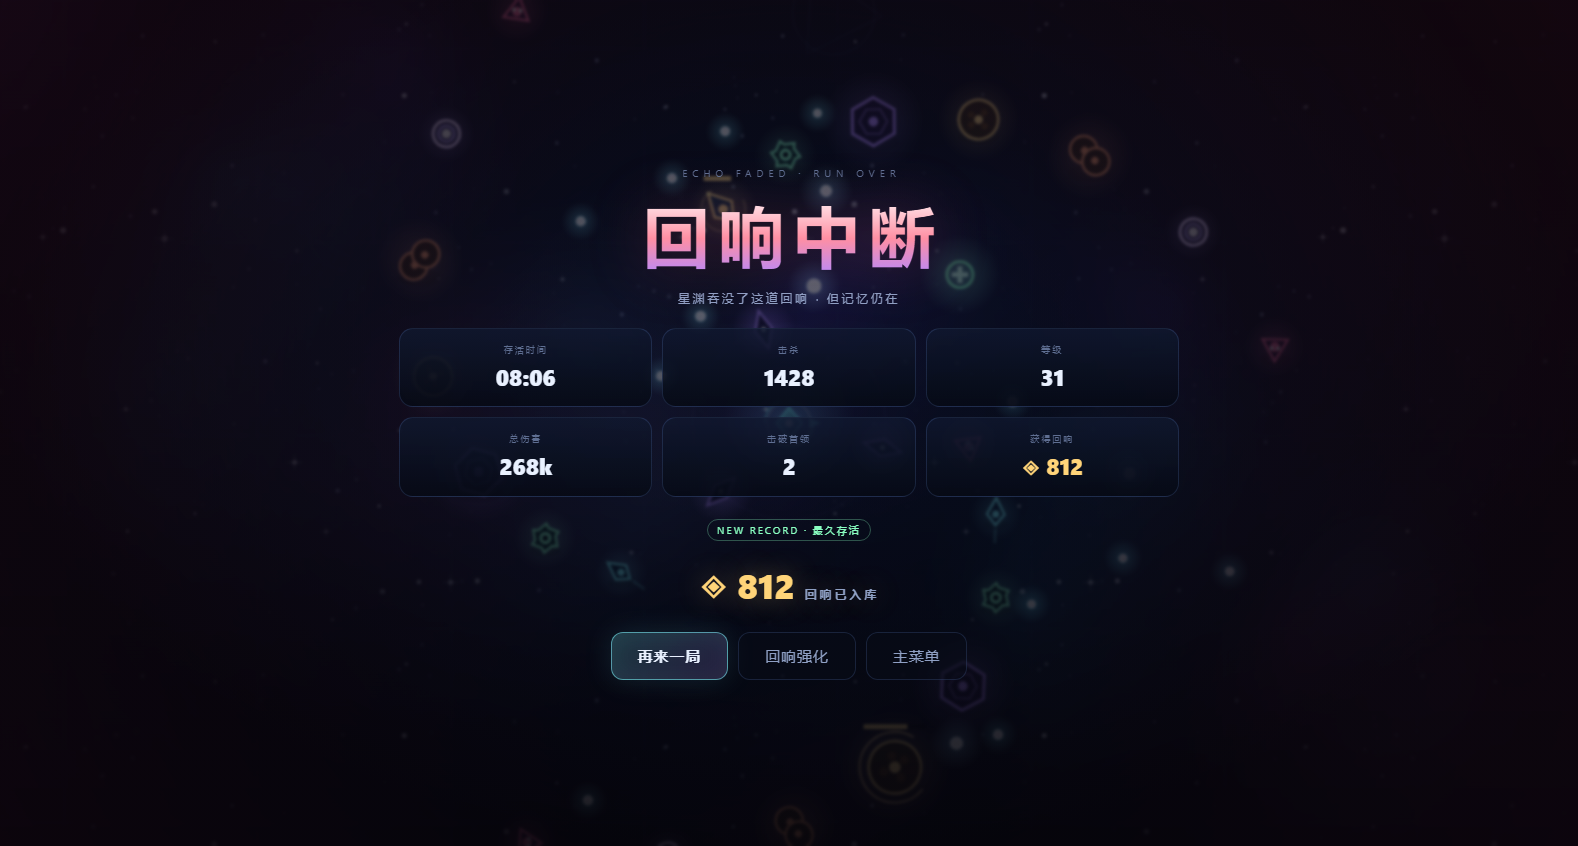 ECHO FADED · RUN OVER
回响中断
星渊吞没了这道回响 · 但记忆仍在
存活时间
08:06
击杀
1428
等级
31
总伤害
268k
击破首领
2
获得回响
812
NEW RECORD · 最久存活
812 回响已入库
再来一局
回响强化
主菜单